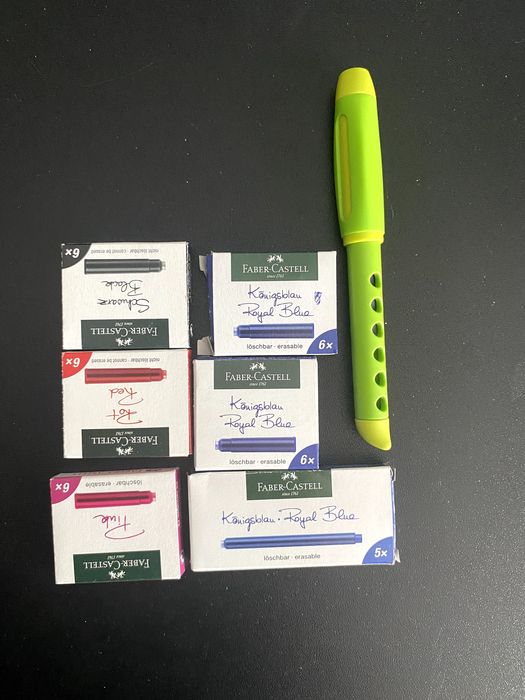 6x
nicht löschbar · cannot be erased
Schwarz
Black
FABER-CASTELL
since 1761
FABER-CASTELL
since 1761
Königsblau
Royal Blue
löschbar · erasable
6x
6x
nicht löschbar · cannot be erased
Rot
Red
FABER-CASTELL
since 1761
FABER-CASTELL
since 1761
Königsblau
Royal Blue
löschbar · erasable
6x
6x
löschbar · erasable
Pink
FABER-CASTELL
since 1761
FABER-CASTELL
since 1761
Königsblau · Royal Blue
löschbar · erasable
5x